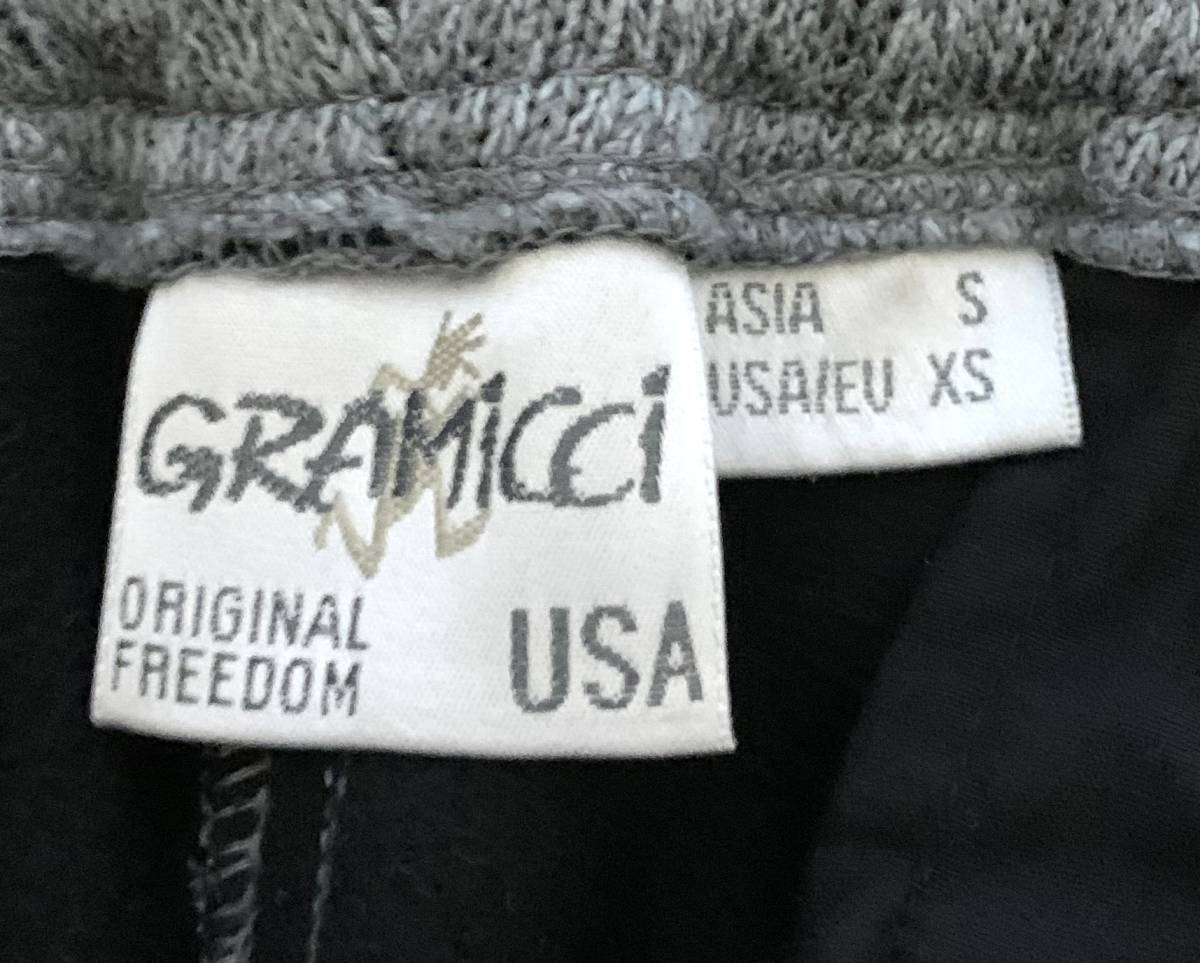 GRAMiCCi
ORIGINAL
FREEDOM
USA
ASIA S
USA/EU XS